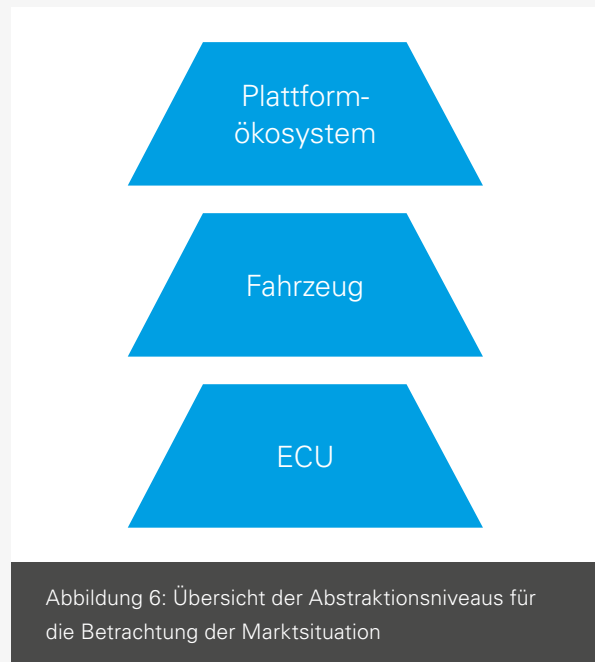 Plattform-
ökosystem
Fahrzeug
ECU
Abbildung 6: Übersicht der Abstraktionsniveaus für
die Betrachtung der Marktsituation